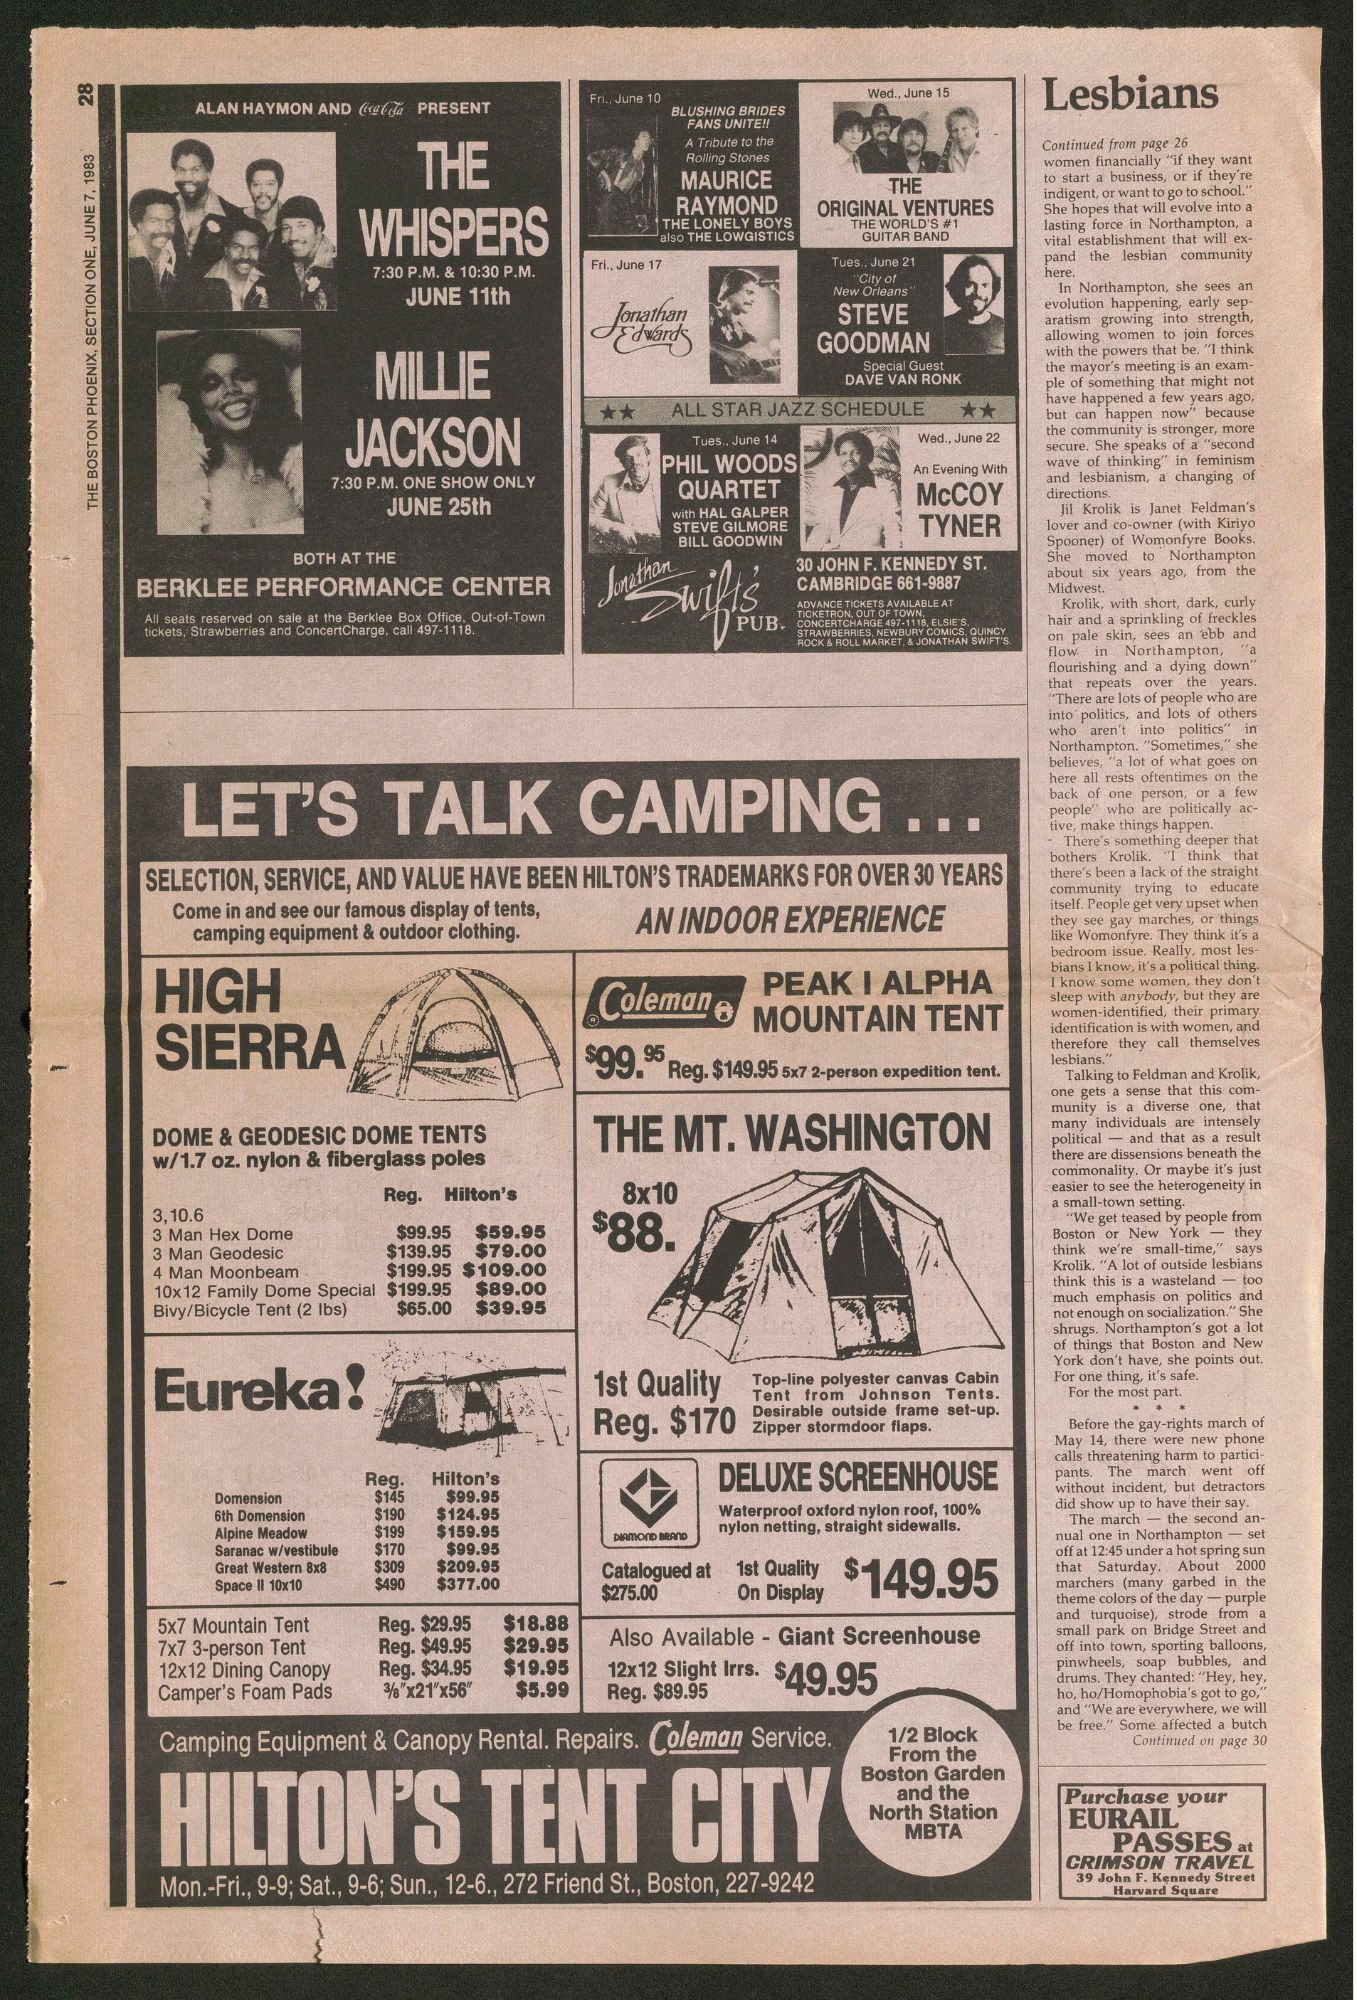 28
THE BOSTON PHOENIX, SECTION ONE, JUNE 7, 1983
ALAN HAYMON AND Coca-Cola PRESENT
THE
WHISPERS
7:30 P.M. & 10:30 P.M.
JUNE 11th
MILLIE
JACKSON
7:30 P.M. ONE SHOW ONLY
JUNE 25th
BOTH AT THE
BERKLEE PERFORMANCE CENTER
All seats reserved on sale at the Berklee Box Office, Out-of-Town
tickets, Strawberries and ConcertCharge, call 497-1118.
Fri., June 10
BLUSHING BRIDES
FANS UNITE!!
A Tribute to the
Rolling Stones
MAURICE
RAYMOND
THE LONELY BOYS
also THE LOWGISTICS
Wed., June 15
THE
ORIGINAL VENTURES
THE WORLD'S #1
GUITAR BAND
Fri., June 17
Jonathan
Edwards
Tues., June 21
"City of
New Orleans"
STEVE
GOODMAN
Special Guest
DAVE VAN RONK
★★ ALL STAR JAZZ SCHEDULE ★★
Tues., June 14
PHIL WOODS
QUARTET
with HAL GALPER
STEVE GILMORE
BILL GOODWIN
Wed., June 22
An Evening With
McCOY
TYNER
Jonathan
Swift's
PUB.
30 JOHN F. KENNEDY ST.
CAMBRIDGE 661-9887
ADVANCE TICKETS AVAILABLE AT
TICKETRON, OUT OF TOWN,
CONCERTCHARGE 497-1118, ELSIE'S,
STRAWBERRIES, NEWBURY COMICS, QUINCY
ROCK & ROLL MARKET, & JONATHAN SWIFT'S.
LET'S TALK CAMPING ...
SELECTION, SERVICE, AND VALUE HAVE BEEN HILTON'S TRADEMARKS FOR OVER 30 YEARS
Come in and see our famous display of tents,
camping equipment & outdoor clothing.
AN INDOOR EXPERIENCE
HIGH
SIERRA
DOME & GEODESIC DOME TENTS
w/1.7 oz. nylon & fiberglass poles
Reg. Hilton's
3,10.6
3 Man Hex Dome $99.95 $59.95
3 Man Geodesic $139.95 $79.00
4 Man Moonbeam $199.95 $109.00
10x12 Family Dome Special $199.95 $89.00
Bivy/Bicycle Tent (2 lbs) $65.00 $39.95
Eureka!
Reg. Hilton's
Domension $145 $99.95
6th Domension $190 $124.95
Alpine Meadow $199 $159.95
Saranac w/vestibule $170 $99.95
Great Western 8x8 $309 $209.95
Space II 10x10 $490 $377.00
5x7 Mountain Tent Reg. $29.95 $18.88
7x7 3-person Tent Reg. $49.95 $29.95
12x12 Dining Canopy Reg. $34.95 $19.95
Camper's Foam Pads ⅜"x21"x56" $5.99
Coleman
PEAK I ALPHA
MOUNTAIN TENT
$99.95 Reg. $149.95 5x7 2-person expedition tent.
THE MT. WASHINGTON
8x10
$88.
1st Quality
Reg. $170
Top-line polyester canvas Cabin
Tent from Johnson Tents.
Desirable outside frame set-up.
Zipper stormdoor flaps.
DIAMOND BRAND
DELUXE SCREENHOUSE
Waterproof oxford nylon roof, 100%
nylon netting, straight sidewalls.
Catalogued at
$275.00
1st Quality
On Display
$149.95
Also Available - Giant Screenhouse
12x12 Slight Irrs.
Reg. $89.95
$49.95
Camping Equipment & Canopy Rental. Repairs. Coleman Service.
HILTON'S TENT CITY
Mon.-Fri., 9-9; Sat., 9-6; Sun., 12-6., 272 Friend St., Boston, 227-9242
1/2 Block
From the
Boston Garden
and the
North Station
MBTA
Lesbians
Continued from page 26
women financially "if they want
to start a business, or if they're
indigent, or want to go to school."
She hopes that will evolve into a
lasting force in Northampton, a
vital establishment that will ex-
pand the lesbian community
here.
In Northampton, she sees an
evolution happening, early sep-
aratism growing into strength,
allowing women to join forces
with the powers that be. "I think
the mayor's meeting is an exam-
ple of something that might not
have happened a few years ago,
but can happen now" because
the community is stronger, more
secure. She speaks of a "second
wave of thinking" in feminism
and lesbianism, a changing of
directions.
Jil Krolik is Janet Feldman's
lover and co-owner (with Kiriyo
Spooner) of Womonfyre Books.
She moved to Northampton
about six years ago, from the
Midwest.
Krolik, with short, dark, curly
hair and a sprinkling of freckles
on pale skin, sees an ebb and
flow in Northampton, "a
flourishing and a dying down"
that repeats over the years.
"There are lots of people who are
into politics, and lots of others
who aren't into politics" in
Northampton. "Sometimes," she
believes, "a lot of what goes on
here all rests oftentimes on the
back of one person, or a few
people" who are politically ac-
tive, make things happen.
There's something deeper that
bothers Krolik. "I think that
there's been a lack of the straight
community trying to educate
itself. People get very upset when
they see gay marches, or things
like Womonfyre. They think it's a
bedroom issue. Really, most les-
bians I know, it's a political thing.
I know some women, they don't
sleep with anybody, but they are
women-identified, their primary
identification is with women, and
therefore they call themselves
lesbians."
Talking to Feldman and Krolik,
one gets a sense that this com-
munity is a diverse one, that
many individuals are intensely
political — and that as a result
there are dissensions beneath the
commonality. Or maybe it's just
easier to see the heterogeneity in
a small-town setting.
"We get teased by people from
Boston or New York — they
think we're small-time," says
Krolik. "A lot of outside lesbians
think this is a wasteland — too
much emphasis on politics and
not enough on socialization." She
shrugs. Northampton's got a lot
of things that Boston and New
York don't have, she points out.
For one thing, it's safe.
For the most part.
* * *
Before the gay-rights march of
May 14, there were new phone
calls threatening harm to partici-
pants. The march went off
without incident, but detractors
did show up to have their say.
The march — the second an-
nual one in Northampton — set
off at 12:45 under a hot spring sun
that Saturday. About 2000
marchers (many garbed in the
theme colors of the day — purple
and turquoise), strode from a
small park on Bridge Street and
off into town, sporting balloons,
pinwheels, soap bubbles, and
drums. They chanted: "Hey, hey,
ho, ho/Homophobia's got to go,"
and "We are everywhere, we will
be free." Some affected a butch
Continued on page 30
Purchase your
EURAIL
PASSES at
CRIMSON TRAVEL
39 John F. Kennedy Street
Harvard Square